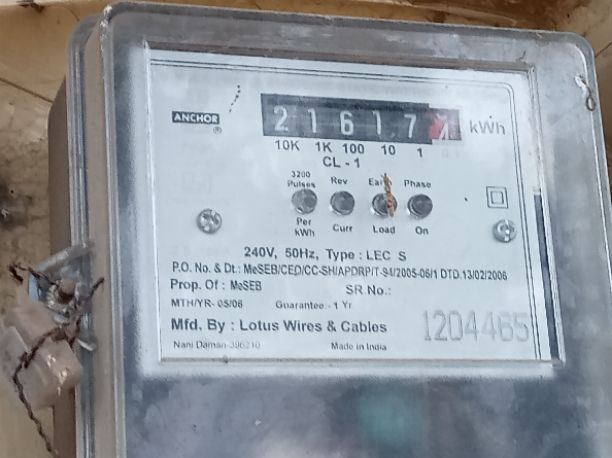 ANCHOR
®
2 1 6 1 7 kWh
10K 1K 100 10 1
CL - 1
3200 Pulses Per kWh
Rev Curr
Load
Phase On
240V, 50Hz, Type : LEC S
P.O. No. & Dt.: MeSEB/CED/CC-SH/APDRP/T-94/2005-06/1 DTD.13/02/2006
Prop. Of : MeSEB SR.No.:
MTH/YR- 05/06 Guarantee:- 1 Yr
Mfd. By : Lotus Wires & Cables
1204465
Nani Daman-396210 Made in India